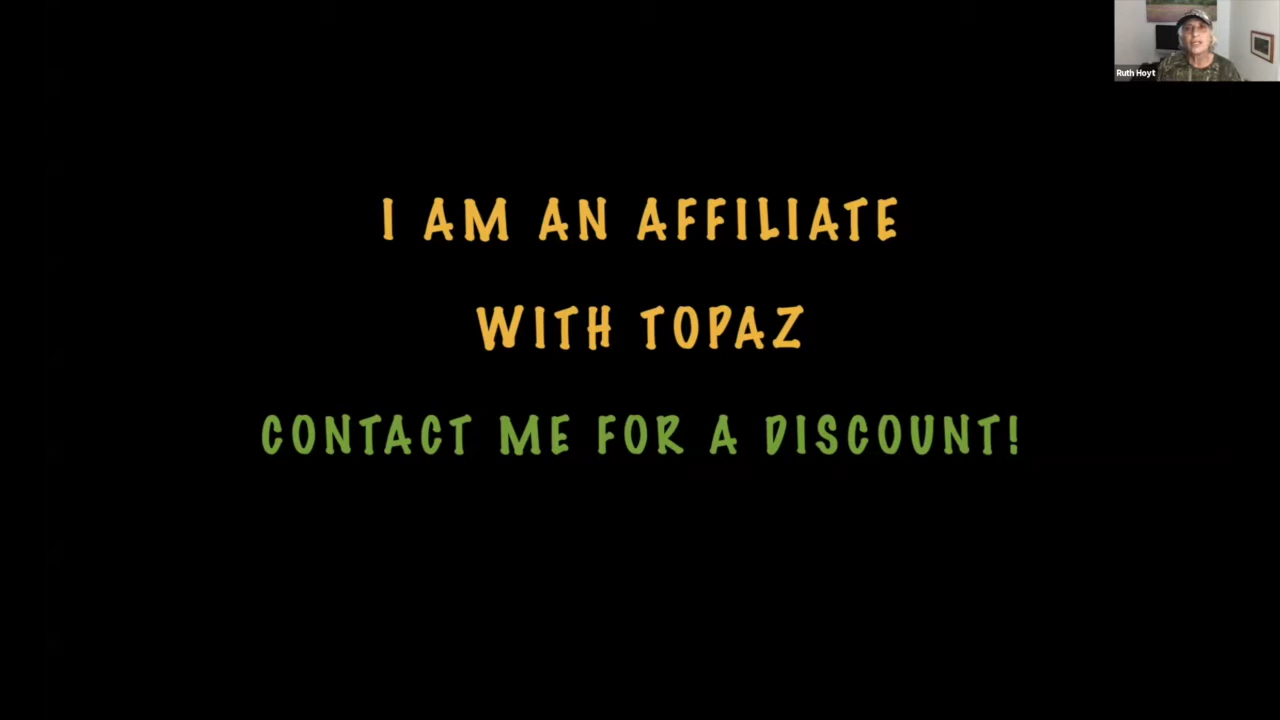 Ruth Hoyt
I AM AN AFFILIATE
WITH TOPAZ
CONTACT ME FOR A DISCOUNT!